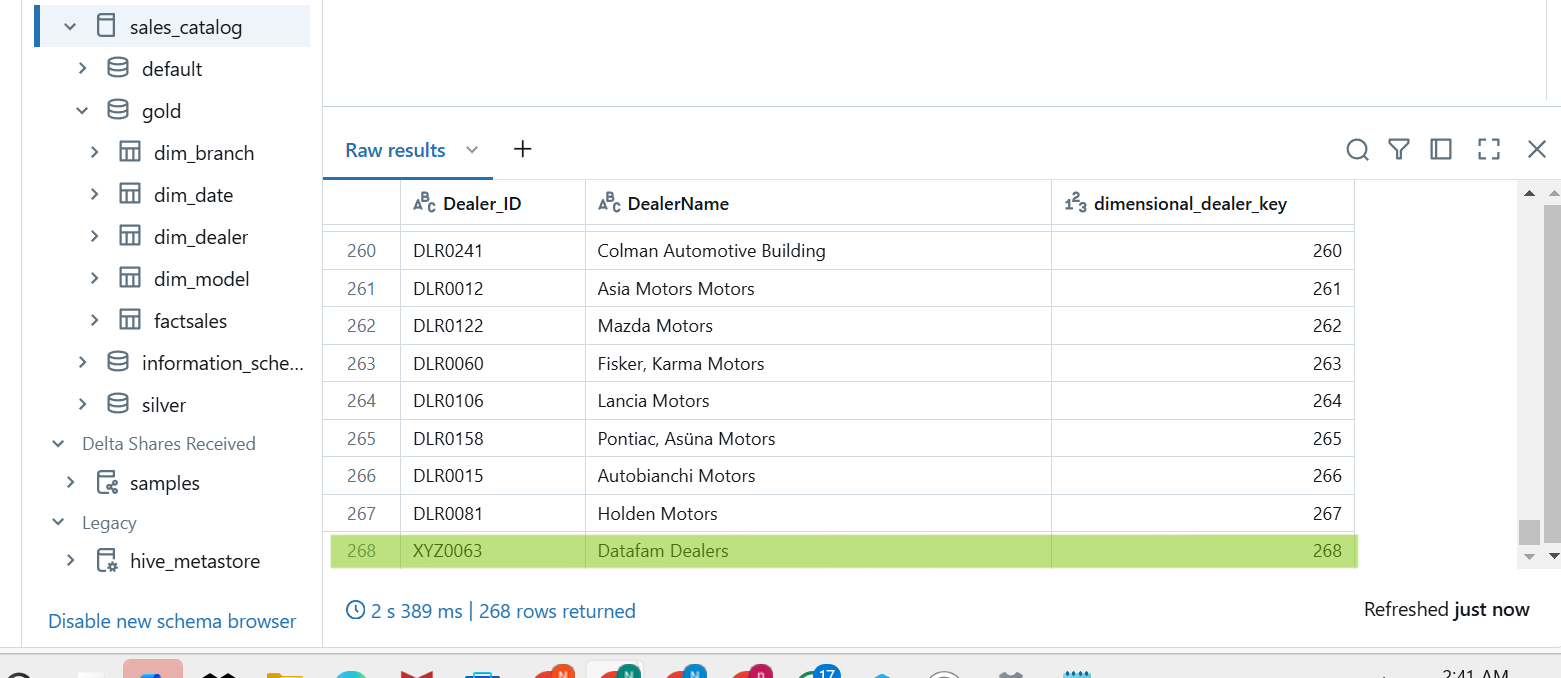 sales_catalog
default
gold
dim_branch
dim_date
dim_dealer
dim_model
factsales
information_sche...
silver
Delta Shares Received
samples
Legacy
hive_metastore
Disable new schema browser
Raw results
Dealer_ID DealerName 123 dimensional_dealer_key
260 DLR0241 Colman Automotive Building 260
261 DLR0012 Asia Motors Motors 261
262 DLR0122 Mazda Motors 262
263 DLR0060 Fisker, Karma Motors 263
264 DLR0106 Lancia Motors 264
265 DLR0158 Pontiac, Asüna Motors 265
266 DLR0015 Autobianchi Motors 266
267 DLR0081 Holden Motors 267
268 XYZ0063 Datafam Dealers 268
2 s 389 ms | 268 rows returned
Refreshed just now
17
2:41 AM